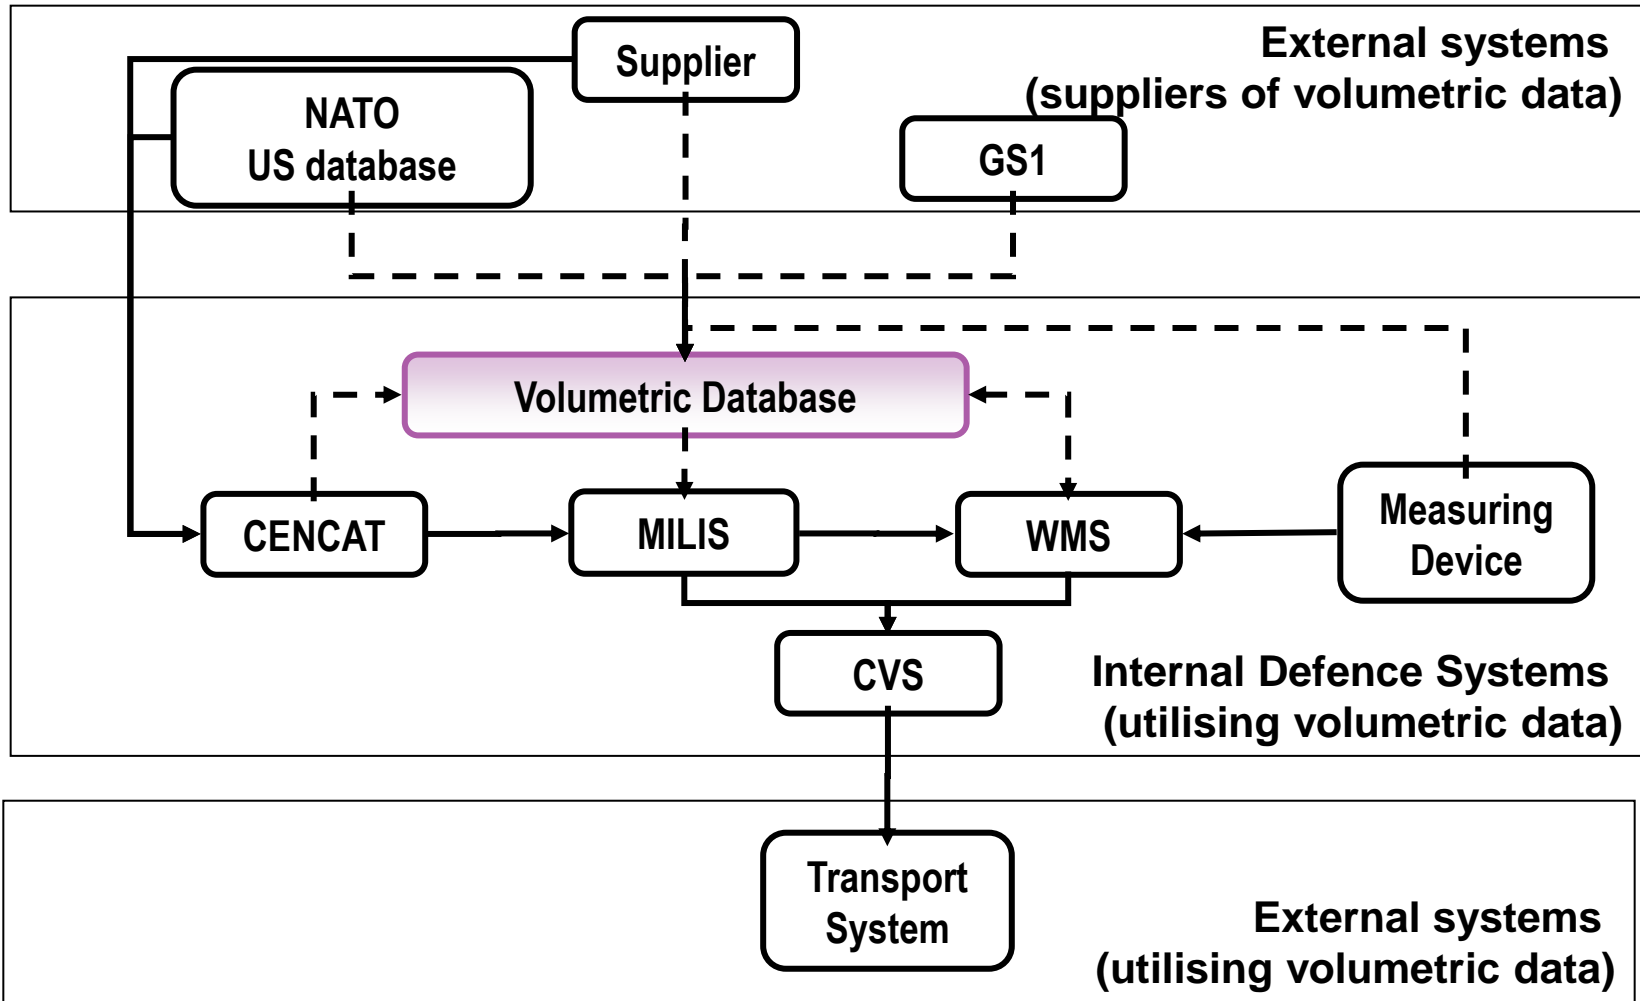 Supplier
External systems
(suppliers of volumetric data)
NATO
US database
GS1
Volumetric Database
CENCAT
MILIS
WMS
Measuring
Device
CVS
Internal Defence Systems
(utilising volumetric data)
Transport
System
External systems
(utilising volumetric data)